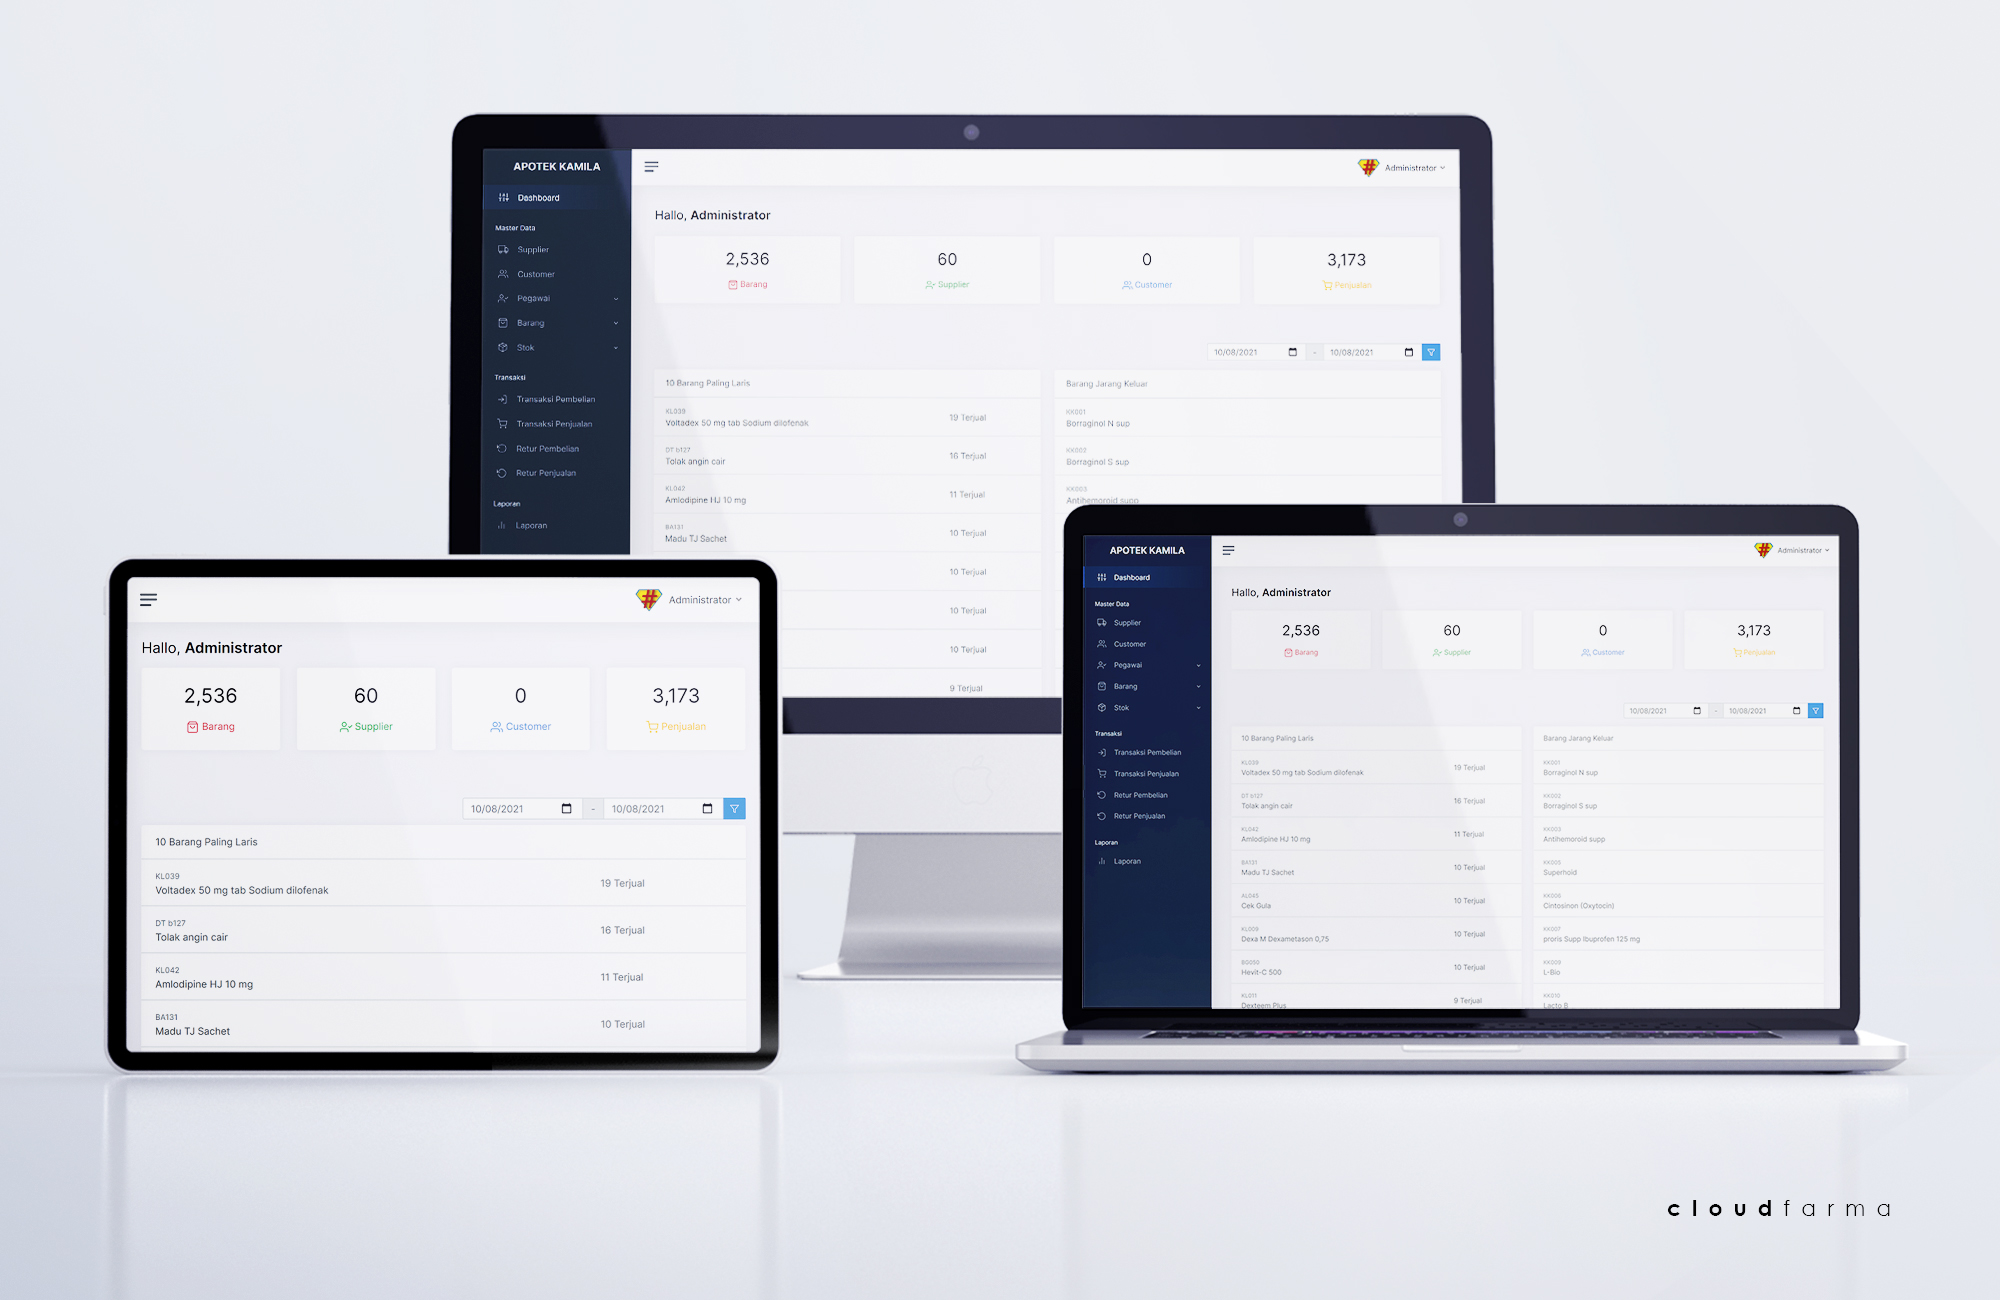 APOTEK KAMILA
Administrator
Dashboard
Hallo, Administrator
Master Data
Supplier
Customer
Pegawai
Barang
Stok
Transaksi
Transaksi Pembelian
Transaksi Penjualan
Retur Pembelian
Retur Penjualan
Laporan
Laporan
2,536
Barang
60
Supplier
0
Customer
3,173
Penjualan
10/08/2021 - 10/08/2021
10 Barang Paling Laris
KL039
Voltadex 50 mg tab Sodium dilofenak
19 Terjual
DT b127
Tolak angin cair
16 Terjual
KL042
Amlodipine HJ 10 mg
11 Terjual
BA131
Madu TJ Sachet
10 Terjual
10 Terjual
10 Terjual
10 Terjual
9 Terjual
Barang Jarang Keluar
KK001
Borraginol N sup
KK002
Borraginol S sup
KK003
Antihemoroid supp
Administrator
Hallo, Administrator
2,536
Barang
60
Supplier
0
Customer
3,173
Penjualan
10/08/2021 - 10/08/2021
10 Barang Paling Laris
KL039
Voltadex 50 mg tab Sodium dilofenak
19 Terjual
DT b127
Tolak angin cair
16 Terjual
KL042
Amlodipine HJ 10 mg
11 Terjual
BA131
Madu TJ Sachet
10 Terjual
APOTEK KAMILA
Administrator
Dashboard
Hallo, Administrator
Master Data
Supplier
Customer
Pegawai
Barang
Stok
Transaksi
Transaksi Pembelian
Transaksi Penjualan
Retur Pembelian
Retur Penjualan
Laporan
Laporan
2,536
Barang
60
Supplier
0
Customer
3,173
Penjualan
10/08/2021 - 10/08/2021
10 Barang Paling Laris
KL039
Voltadex 50 mg tab Sodium dilofenak
19 Terjual
DT b127
Tolak angin cair
16 Terjual
KL042
Amlodipine HJ 10 mg
11 Terjual
BA131
Madu TJ Sachet
10 Terjual
AL045
Cek Gula
10 Terjual
KL009
Dexa M Dexametason 0,75
10 Terjual
BG050
Hevit-C 500
10 Terjual
KL011
Dexteem Plus
9 Terjual
Barang Jarang Keluar
KK001
Borraginol N sup
KK002
Borraginol S sup
KK003
Antihemoroid supp
KK005
Superhoid
KK006
Cintosinon (Oxytocin)
KK007
proris Supp Ibuprofen 125 mg
KK009
L-Bio
KK010
Lacto B
cloudfarma